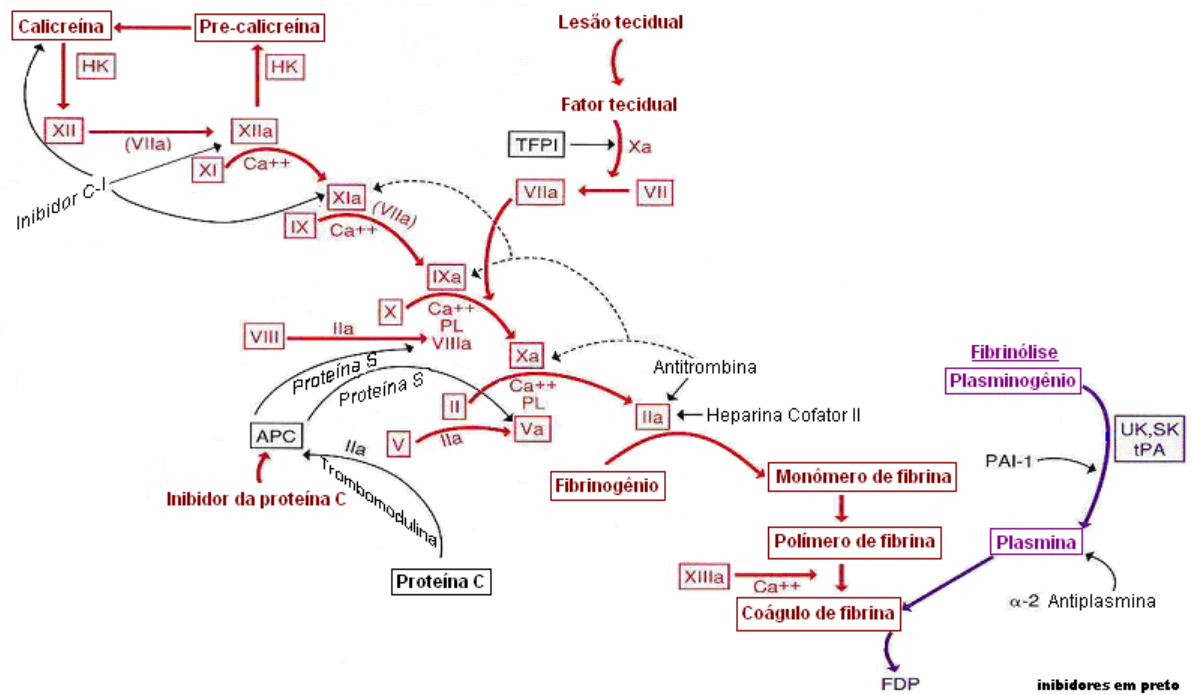 Calicreína
Pre-calicreína
HK
HK
XII
(VIIa)
XIIa
XI
Ca++
Inibidor C-I
XIa
(VIIa)
IX
Ca++
Lesão tecidual
Fator tecidual
TFPI
Xa
VIIa
VII
IXa
X
Ca++
PL
VIII
IIa
VIIIa
Xa
Proteína S
Proteína S
Ca++
PL
II
Antitrombina
IIa
Heparina Cofator II
APC
IIa
V
IIa
Va
Trombomodulina
Inibidor da proteína C
Proteína C
Fibrinogênio
Monômero de fibrina
Polímero de fibrina
XIIIa
Ca++
Coágulo de fibrina
Fibrinólise
Plasminogênio
UK,SK
tPA
PAI-1
Plasmina
α-2 Antiplasmina
FDP
inibidores em preto